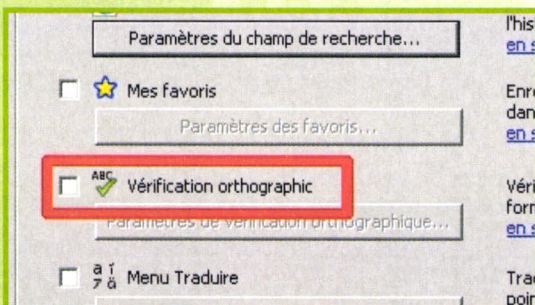 l'his
Paramètres du champ de recherche...
en s
Mes favoris
Enre
dan
Paramètres des favoris...
en s
ABC
Vérification orthographic
Véri
form
Paramètres de vérification orthographique...
en s
Menu Traduire
Trad
poin